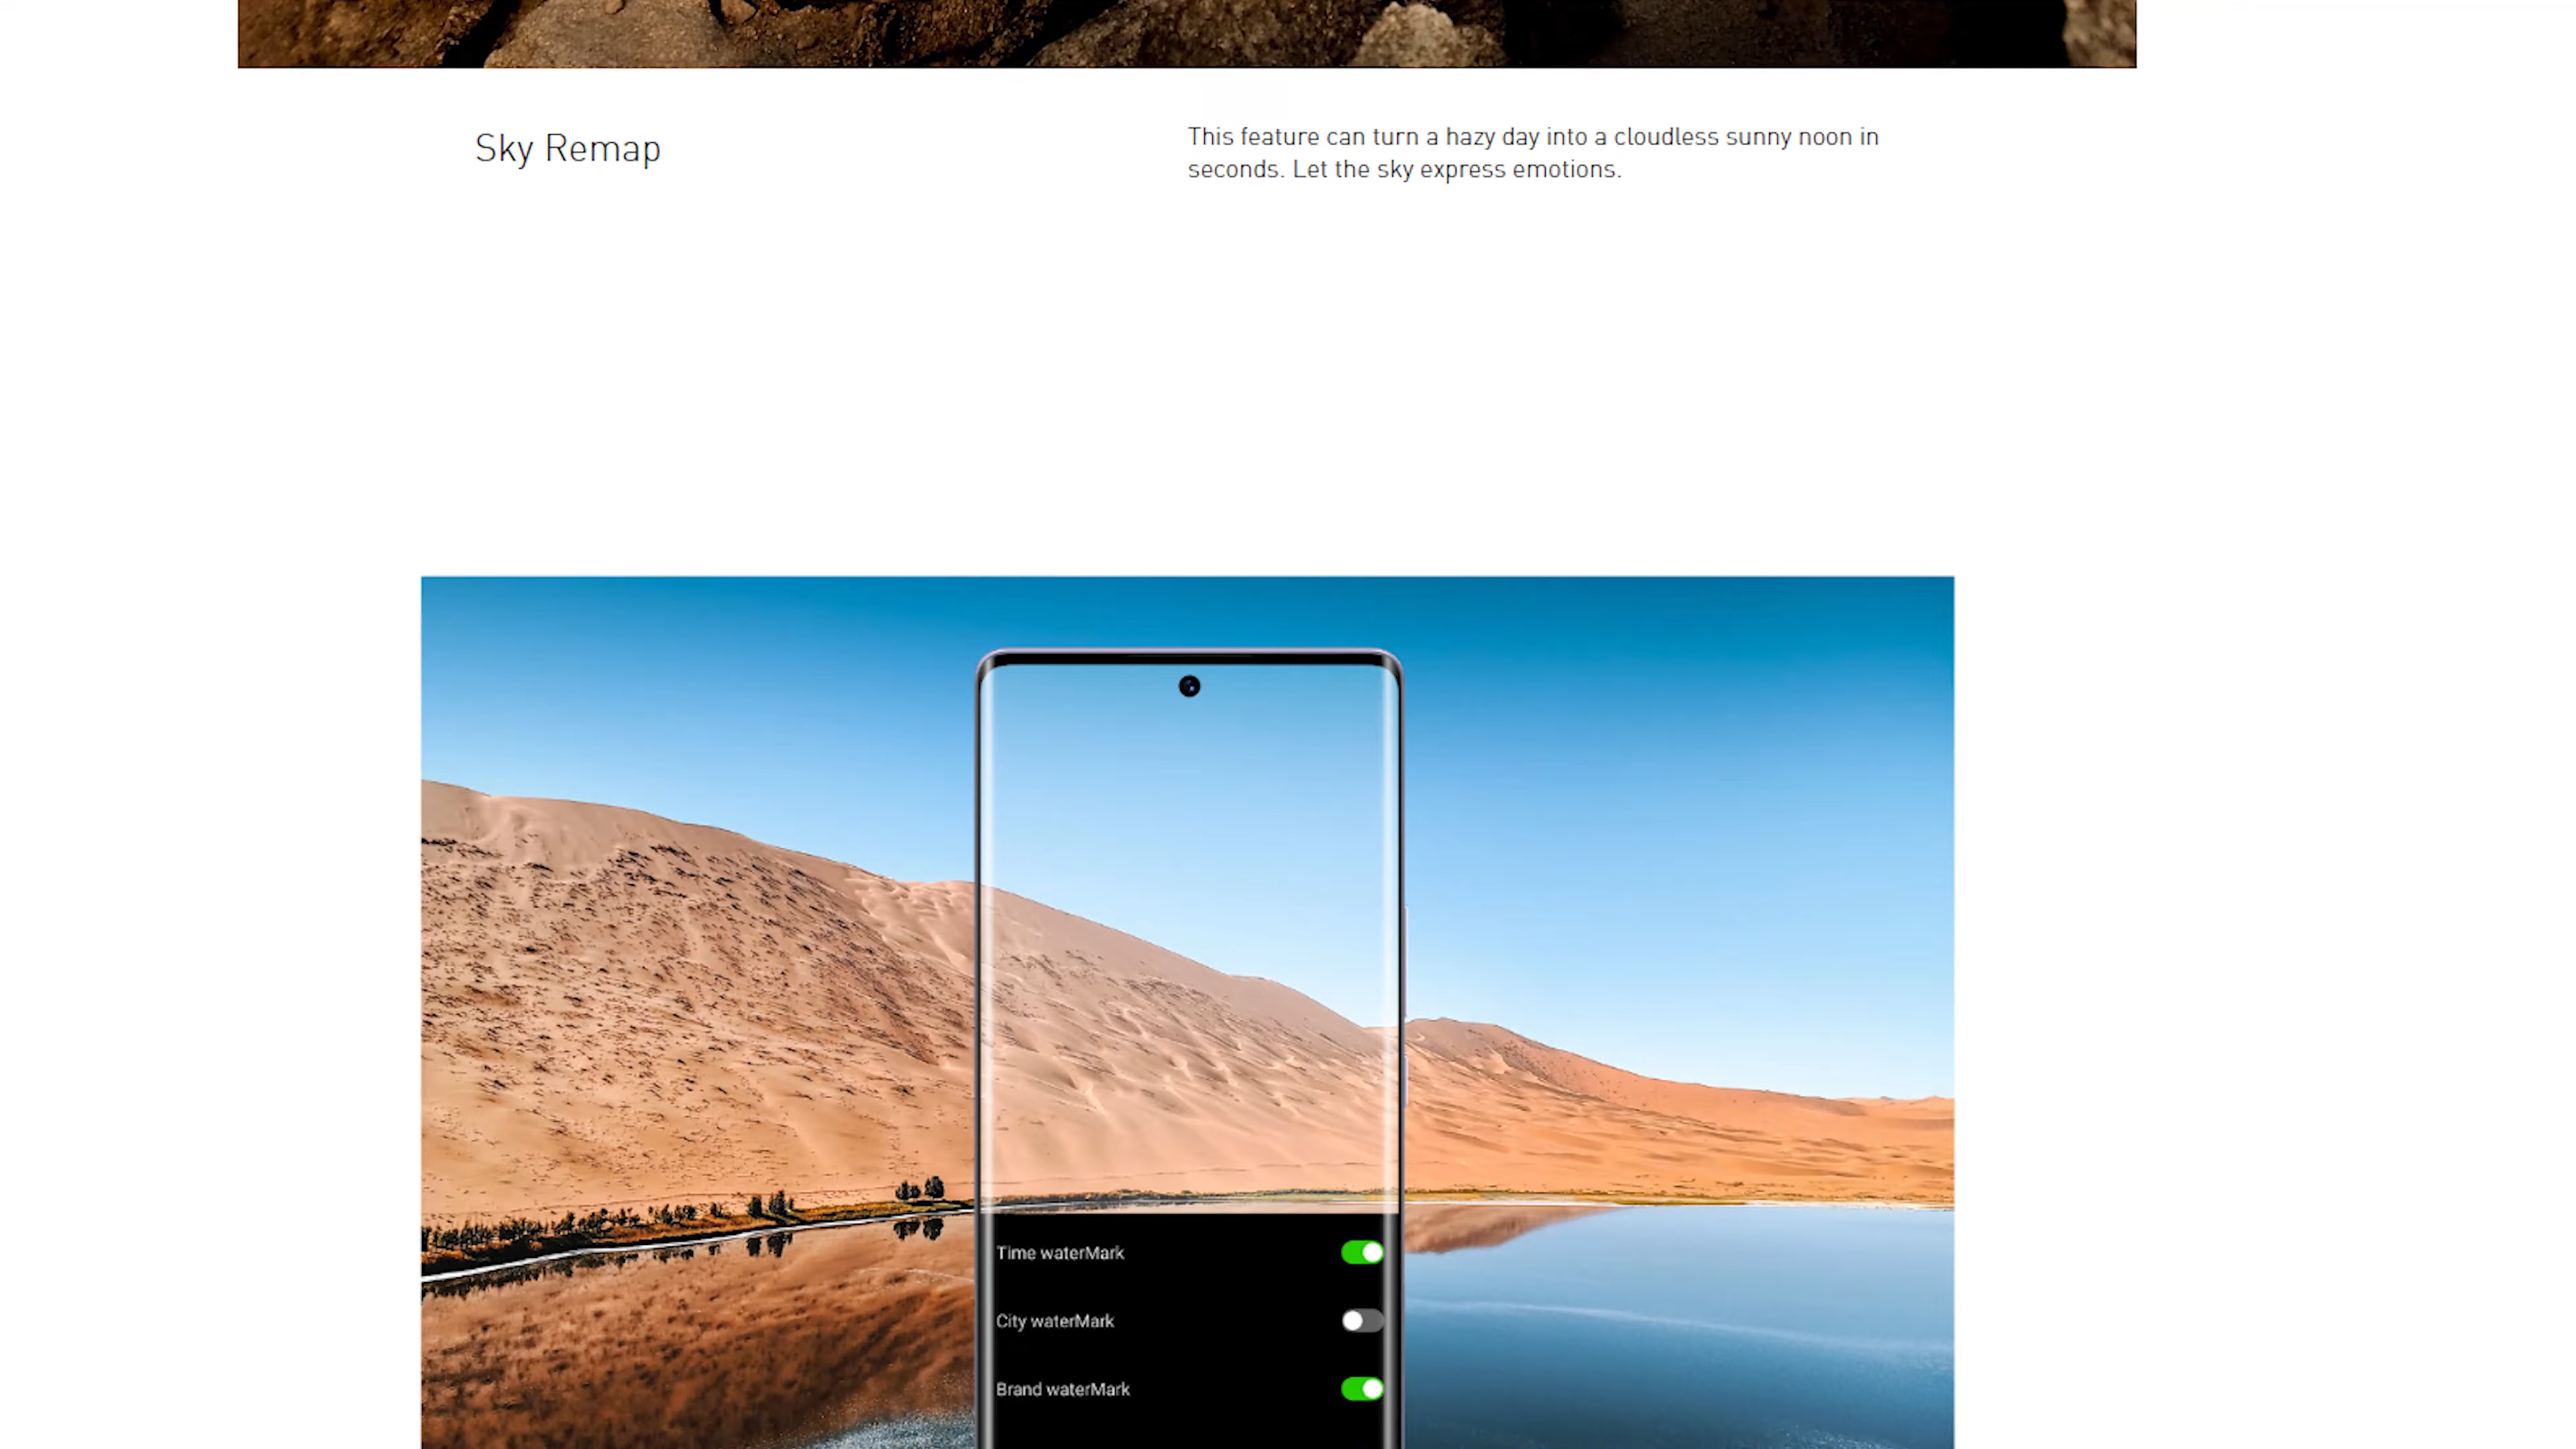 Sky Remap
This feature can turn a hazy day into a cloudless sunny noon in
seconds. Let the sky express emotions.
Time waterMark
City waterMark
Brand waterMark